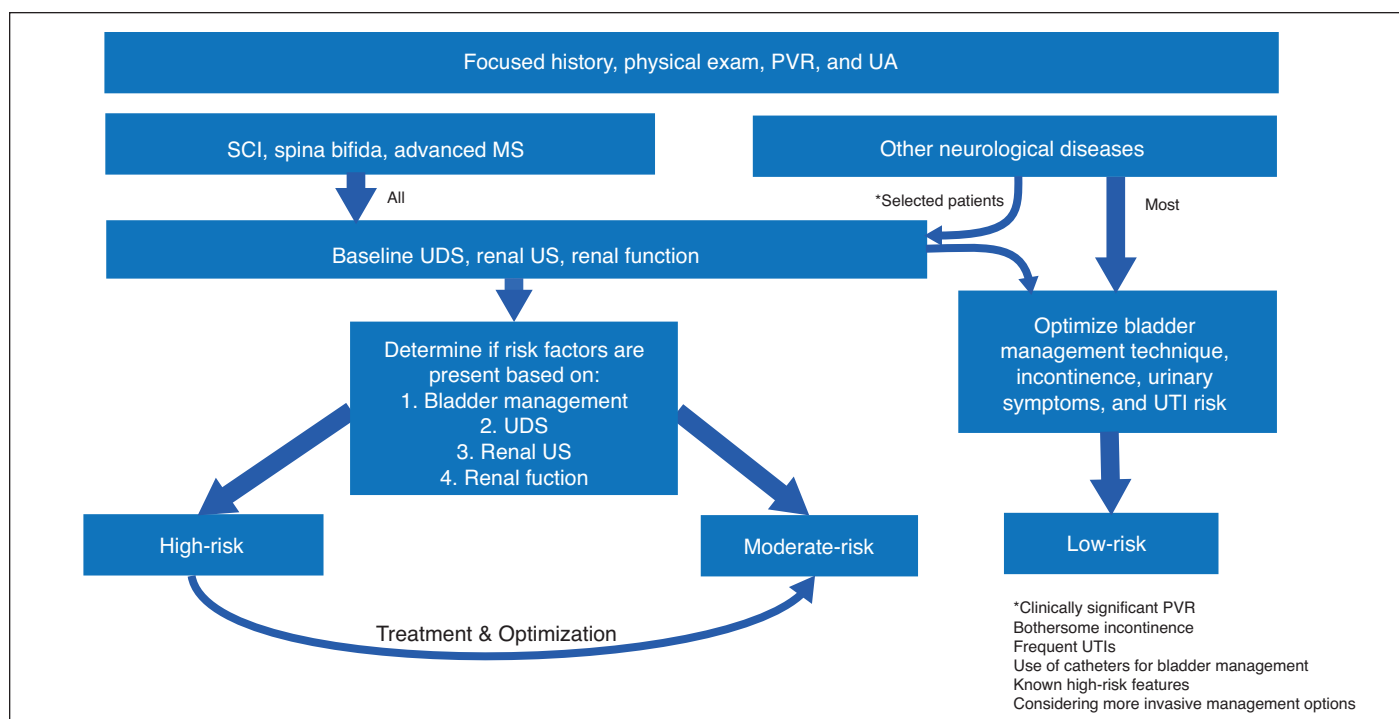 Focused history, physical exam, PVR, and UA
SCI, spina bifida, advanced MS
Other neurological diseases
All
*Selected patients
Most
Baseline UDS, renal US, renal function
Determine if risk factors are
present based on:
1. Bladder management
2. UDS
3. Renal US
4. Renal fuction
Optimize bladder
management technique,
incontinence, urinary
symptoms, and UTI risk
High-risk
Moderate-risk
Low-risk
Treatment & Optimization
*Clinically significant PVR
Bothersome incontinence
Frequent UTIs
Use of catheters for bladder management
Known high-risk features
Considering more invasive management options